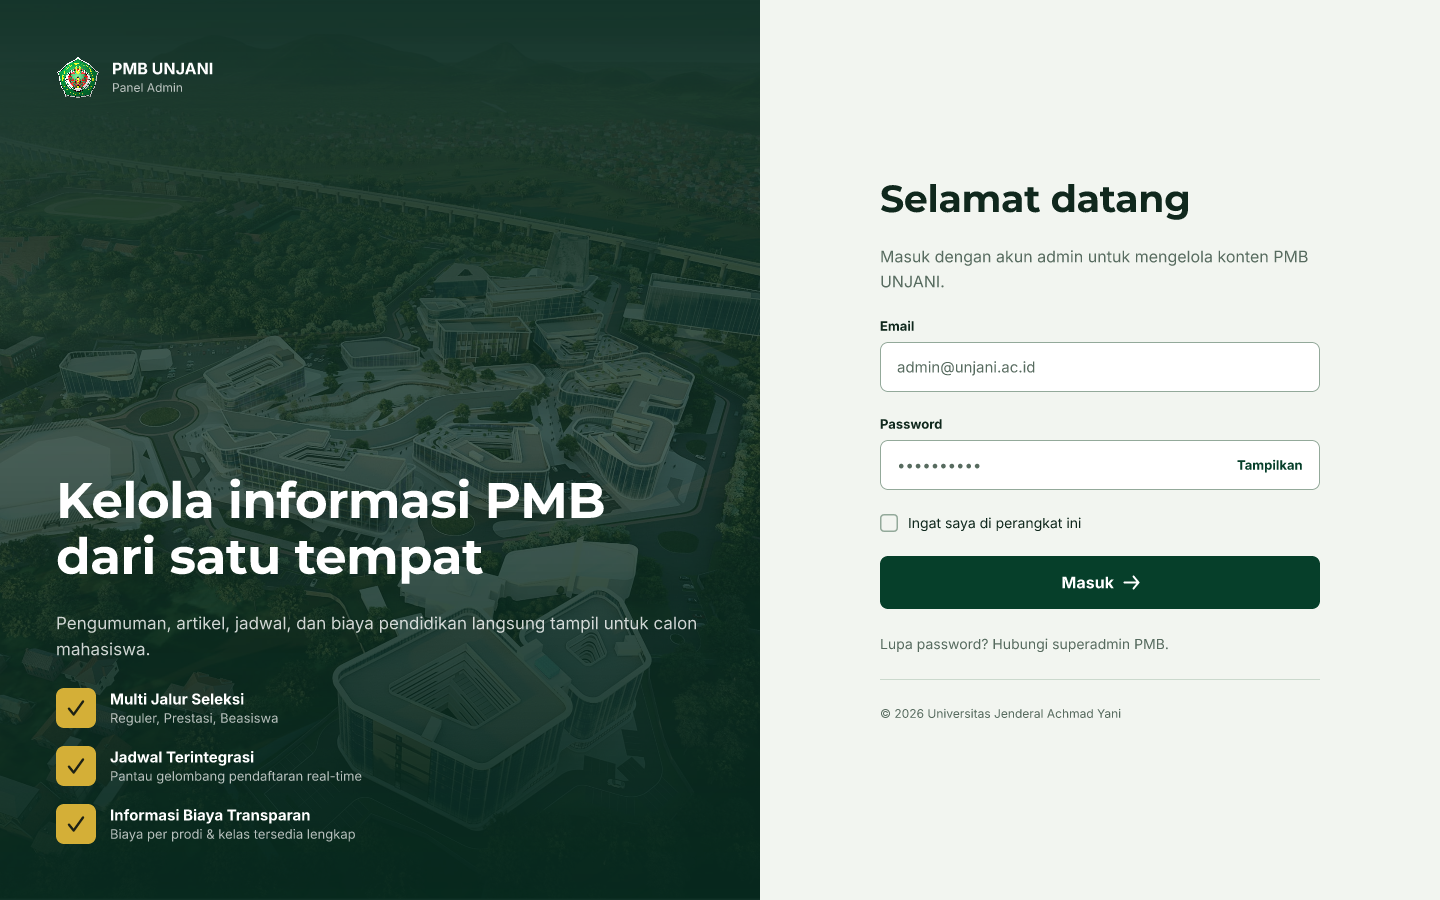 PMB UNJANI
Panel Admin
Kelola informasi PMB
dari satu tempat
Pengumuman, artikel, jadwal, dan biaya pendidikan langsung tampil untuk calon
mahasiswa.
Multi Jalur Seleksi
Reguler, Prestasi, Beasiswa
Jadwal Terintegrasi
Pantau gelombang pendaftaran real-time
Informasi Biaya Transparan
Biaya per prodi & kelas tersedia lengkap
Selamat datang
Masuk dengan akun admin untuk mengelola konten PMB
UNJANI.
Email
admin@unjani.ac.id
Password
••••••••••
Tampilkan
Ingat saya di perangkat ini
Masuk →
Lupa password? Hubungi superadmin PMB.
© 2026 Universitas Jenderal Achmad Yani